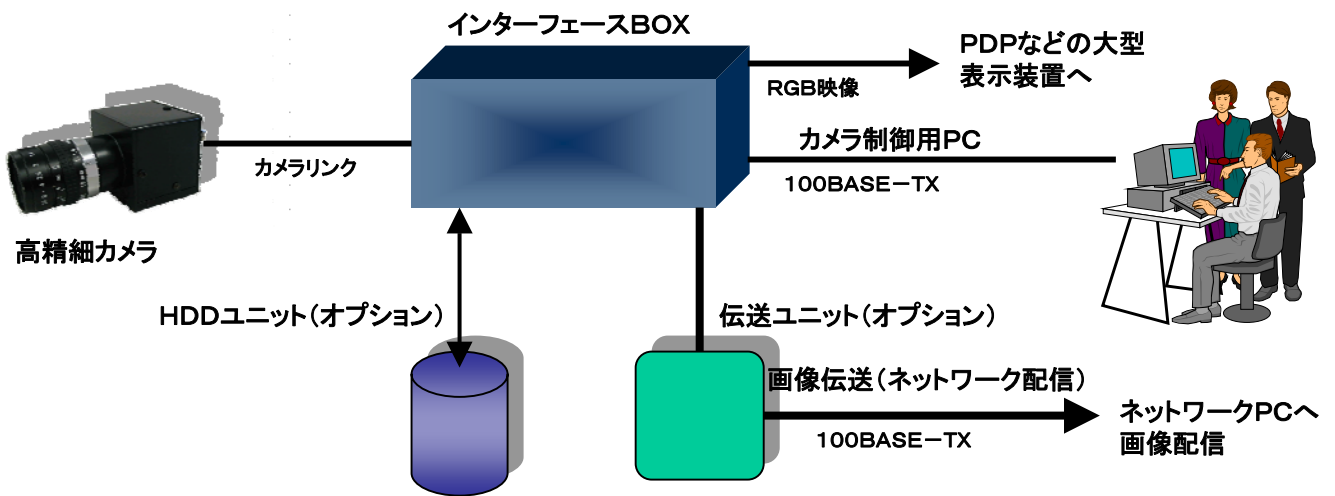 インターフェースBOX
PDPなどの大型
表示装置へ
RGB映像
カメラ制御用PC
カメラリンク
100BASE-TX
高精細カメラ
HDDユニット(オプション)
伝送ユニット(オプション)
画像伝送(ネットワーク配信)
ネットワークPCへ
画像配信
100BASE-TX